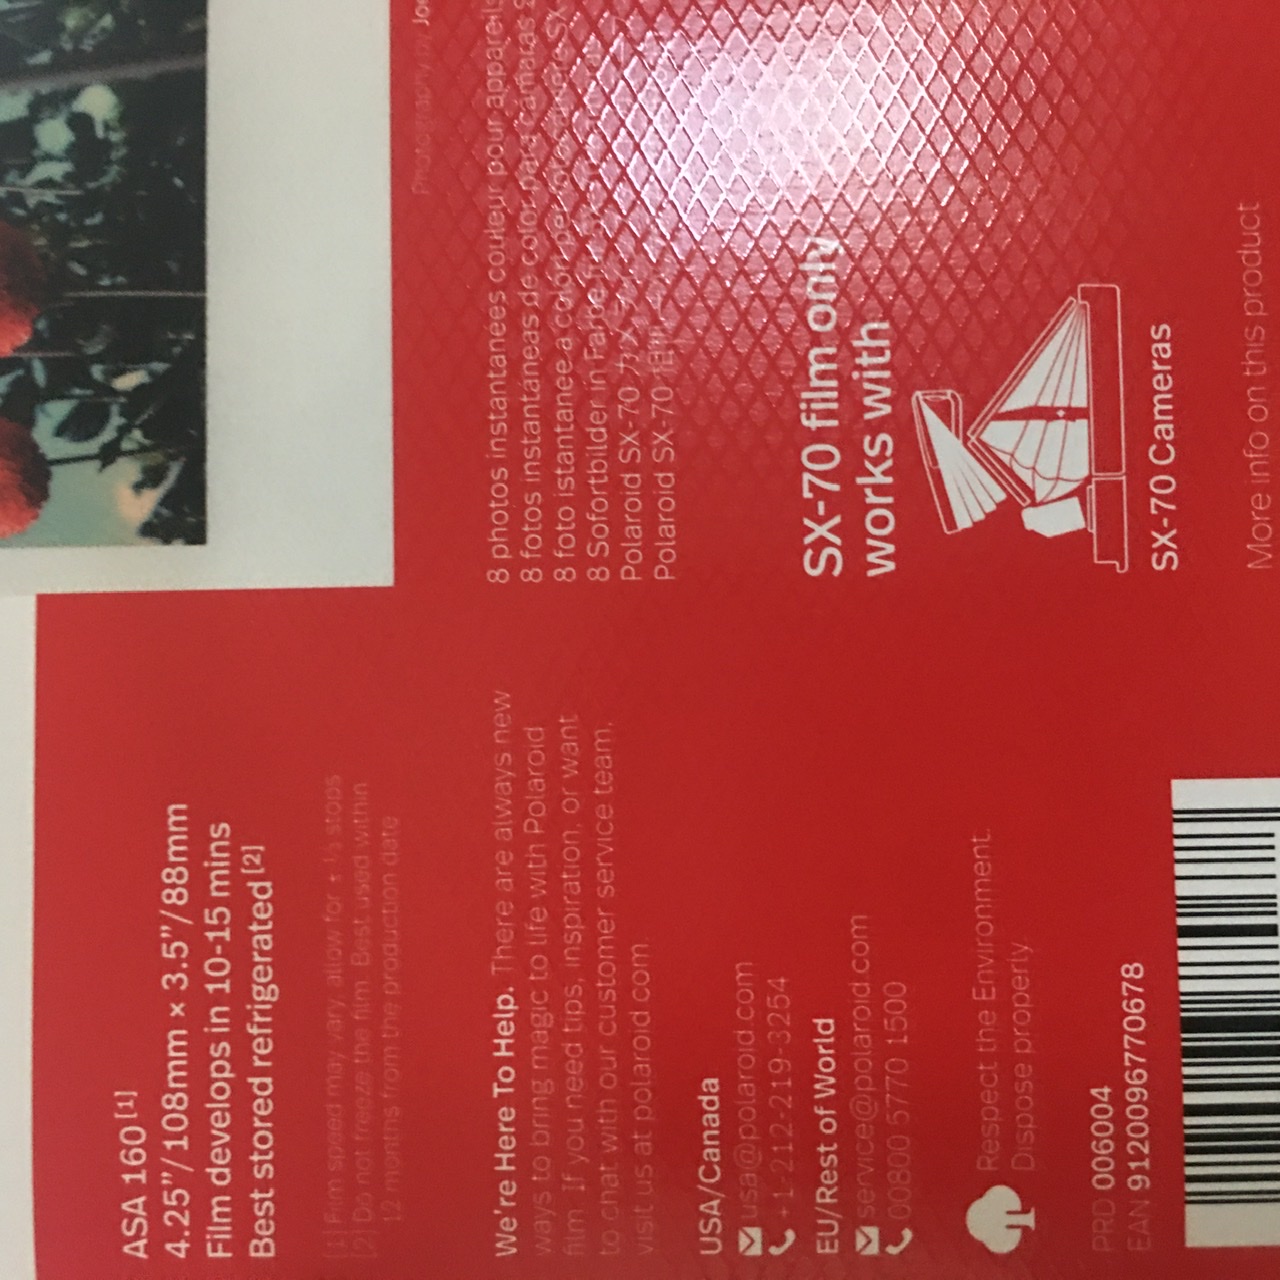 ASA 160 [1]
4.25"/108mm × 3.5"/88mm
Film develops in 10-15 mins
Best stored refrigerated [2]
[1] Film speed may vary, allow for ± ⅓ stops
[2] Do not freeze the film. Best used within
12 months from the production date
We're Here To Help. There are always new
ways to bring magic to life with Polaroid
film. If you need tips, inspiration, or want
to chat with our customer service team,
visit us at polaroid.com
USA/Canada
usa@polaroid.com
+1-212-219-3254
EU/Rest of World
service@polaroid.com
00800 5770 1500
Respect the Environment.
Dispose properly.
PRD 006004
EAN 9120096770678
Photography by
8 photos instantanées couleur pour appareils
8 fotos instantáneas de color para cámaras
8 foto istantanee a colori per
8 Sofortbilder in Farbe für
Polaroid SX-70
Polaroid SX-70
SX-70 film only
works with
SX-70 Cameras
More info on this product